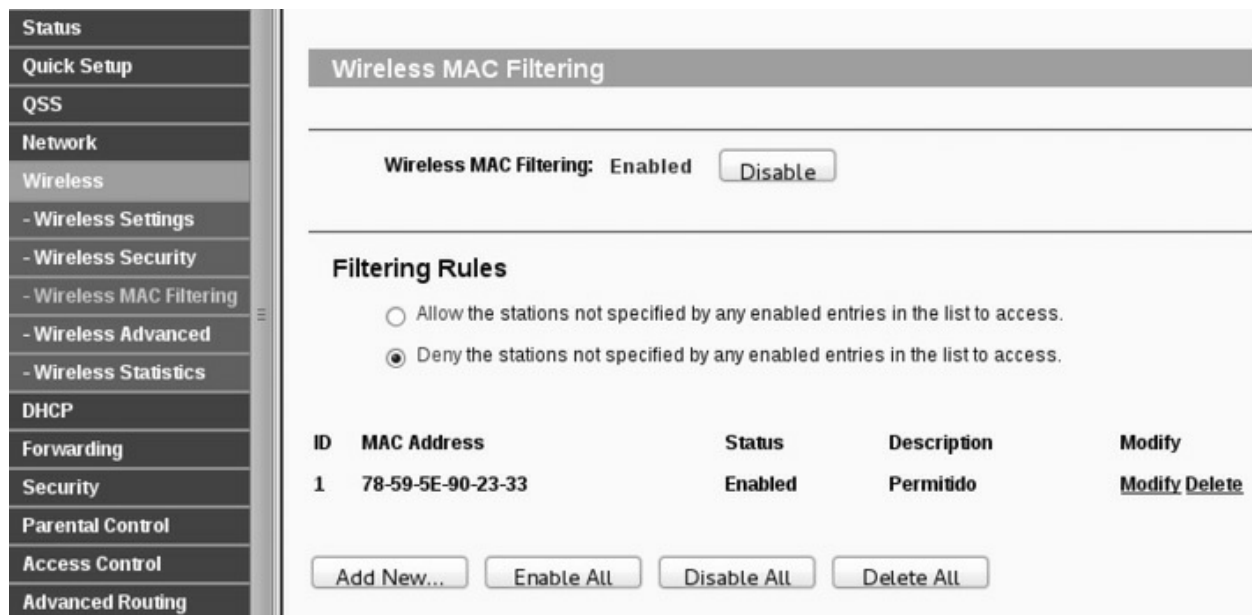 Status
Quick Setup
QSS
Network
Wireless
- Wireless Settings
- Wireless Security
- Wireless MAC Filtering
- Wireless Advanced
- Wireless Statistics
DHCP
Forwarding
Security
Parental Control
Access Control
Advanced Routing
Wireless MAC Filtering
Wireless MAC Filtering: Enabled Disable
Filtering Rules
Allow the stations not specified by any enabled entries in the list to access.
Deny the stations not specified by any enabled entries in the list to access.
ID MAC Address Status Description Modify
1 78-59-5E-90-23-33 Enabled Permitido Modify Delete
Add New... Enable All Disable All Delete All